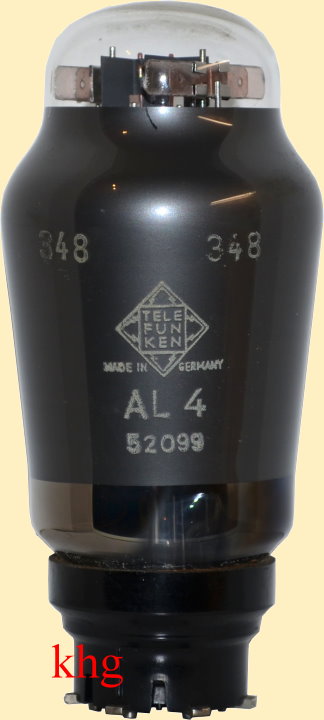 348 348
TELE
FUN
KEN
MADE IN GERMANY
AL 4
52099
khg